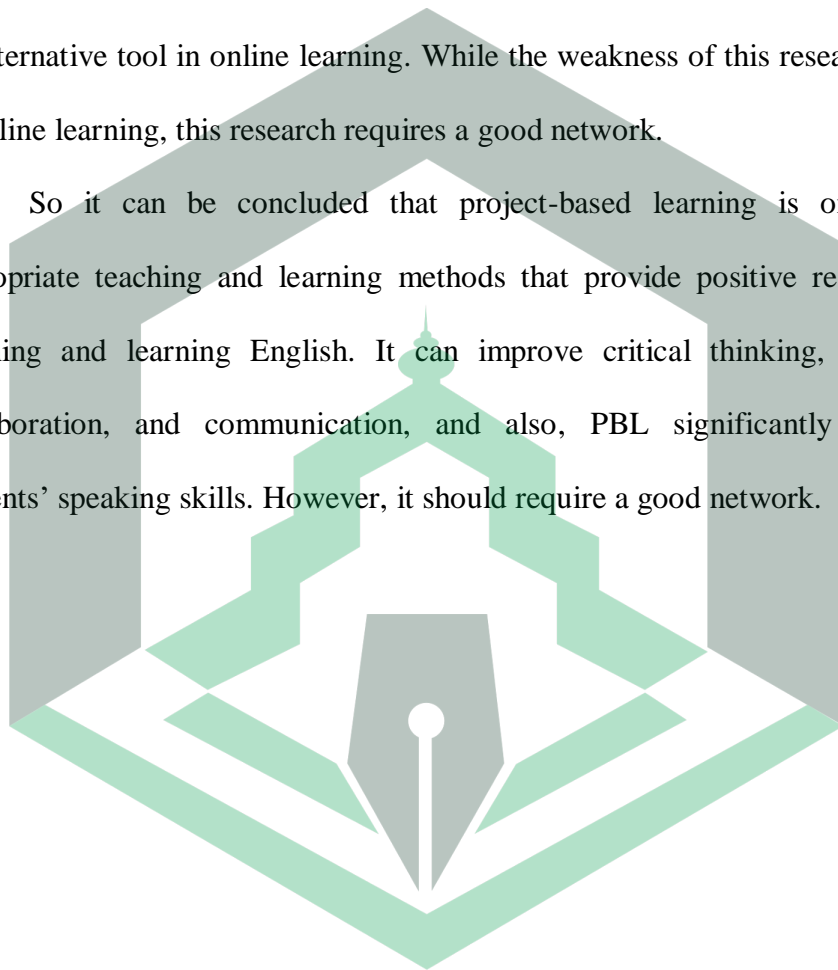 ternative tool in online learning. While the weakness of this resea
line learning, this research requires a good network.
So it can be concluded that project-based learning is o
opriate teaching and learning methods that provide positive re
ing and learning English. It can improve critical thinking,
boration, and communication, and also, PBL significantly
ents’ speaking skills. However, it should require a good network.